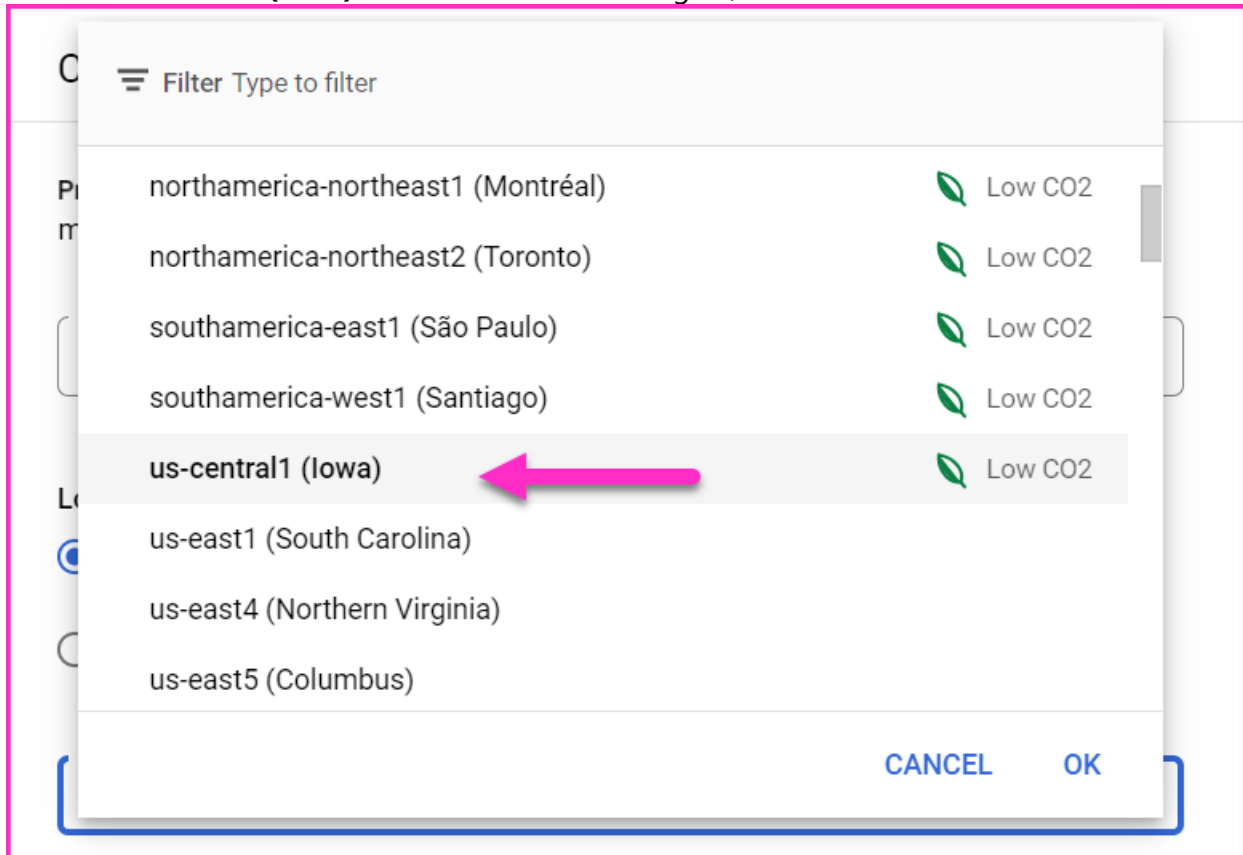 Filter Type to filter
northamerica-northeast1 (Montréal) Low CO2
northamerica-northeast2 (Toronto) Low CO2
southamerica-east1 (São Paulo) Low CO2
southamerica-west1 (Santiago) Low CO2
us-central1 (Iowa) Low CO2
us-east1 (South Carolina)
us-east4 (Northern Virginia)
us-east5 (Columbus)
CANCEL OK